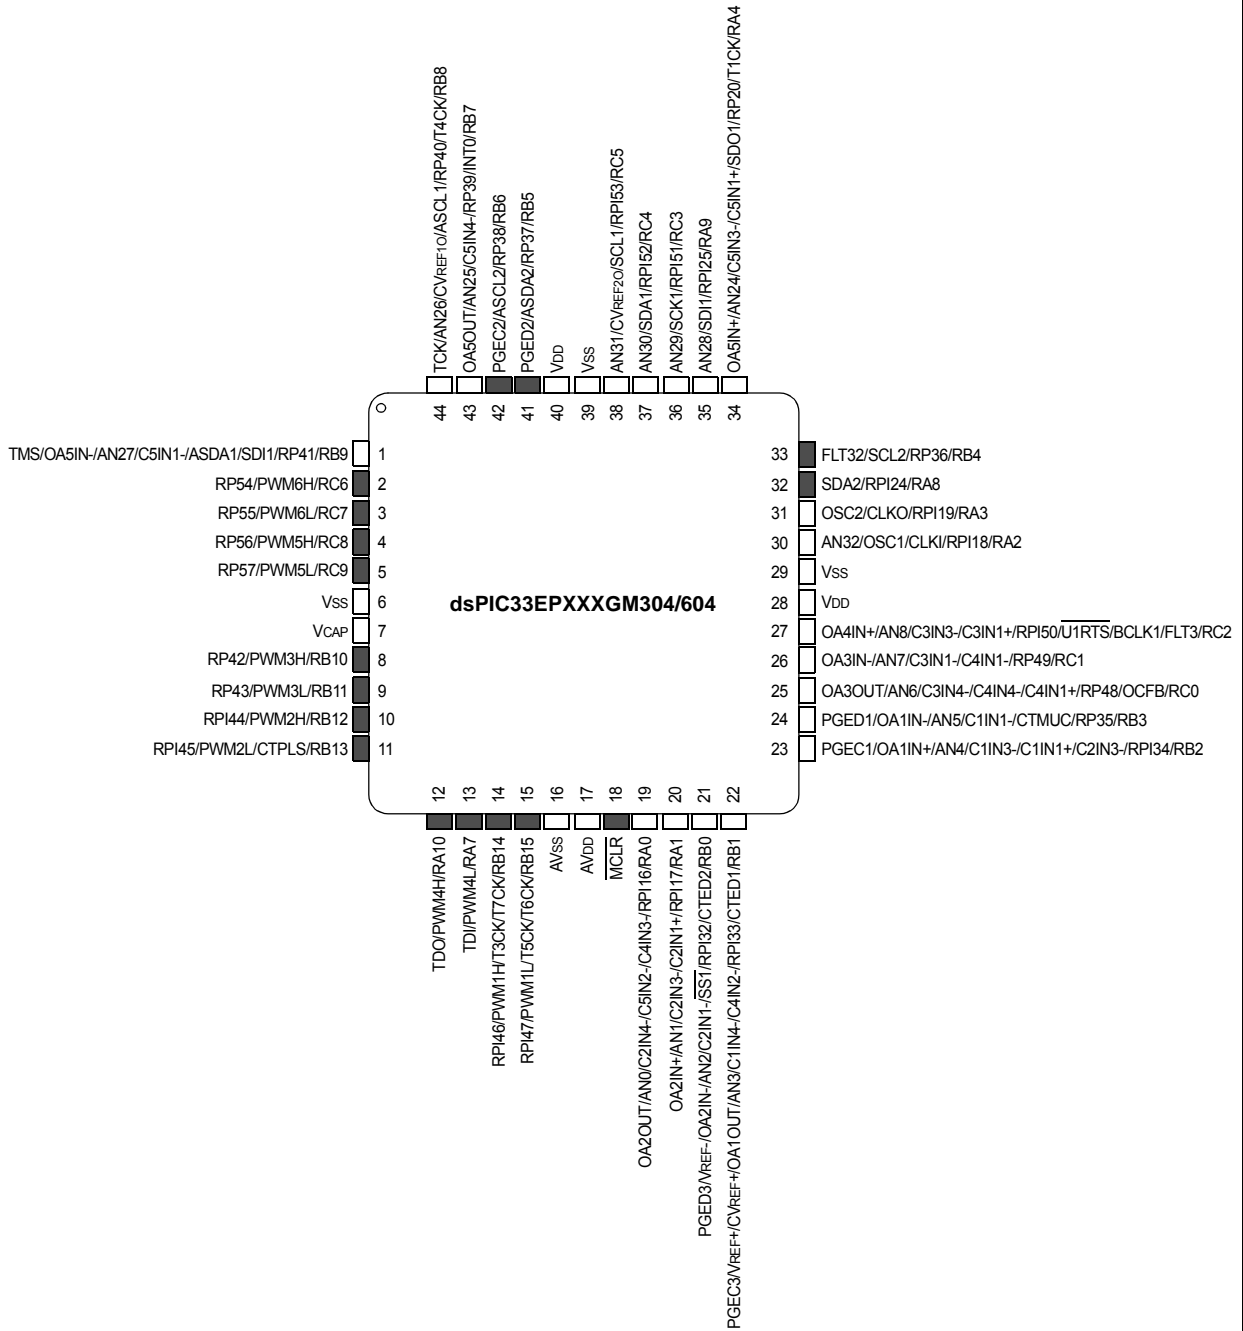 TCK/AN26/CVREF1O/ASCL1/RP40/T4CK/RB8
OA5OUT/AN25/C5IN4-/RP39/INT0/RB7
PGEC2/ASCL2/RP38/RB6
PGED2/ASDA2/RP37/RB5
VDD
VSS
AN31/CVREF2O/SCL1/RPI53/RC5
AN30/SDA1/RPI52/RC4
AN29/SCK1/RPI51/RC3
AN28/SDI1/RPI25/RA9
OA5IN+/AN24/C5IN3-/C5IN1+/SDO1/RP20/T1CK/RA4
44 43 42 41 40 39 38 37 36 35 34
TMS/OA5IN-/AN27/C5IN1-/ASDA1/SDI1/RP41/RB9 1
RP54/PWM6H/RC6 2
RP55/PWM6L/RC7 3
RP56/PWM5H/RC8 4
RP57/PWM5L/RC9 5
VSS 6
VCAP 7
RP42/PWM3H/RB10 8
RP43/PWM3L/RB11 9
RPI44/PWM2H/RB12 10
RPI45/PWM2L/CTPLS/RB13 11
dsPIC33EPXXXGM304/604
33 FLT32/SCL2/RP36/RB4
32 SDA2/RPI24/RA8
31 OSC2/CLKO/RPI19/RA3
30 AN32/OSC1/CLKI/RPI18/RA2
29 VSS
28 VDD
27 OA4IN+/AN8/C3IN3-/C3IN1+/RPI50/U1RTS/BCLK1/FLT3/RC2
26 OA3IN-/AN7/C3IN1-/C4IN1-/RP49/RC1
25 OA3OUT/AN6/C3IN4-/C4IN4-/C4IN1+/RP48/OCFB/RC0
24 PGED1/OA1IN-/AN5/C1IN1-/CTMUC/RP35/RB3
23 PGEC1/OA1IN+/AN4/C1IN3-/C1IN1+/C2IN3-/RPI34/RB2
12 13 14 15 16 17 18 19 20 21 22
TDO/PWM4H/RA10
TDI/PWM4L/RA7
RPI46/PWM1H/T3CK/T7CK/RB14
RPI47/PWM1L/T5CK/T6CK/RB15
AVSS
AVDD
MCLR
OA2OUT/AN0/C2IN4-/C5IN2-/C4IN3-/RPI16/RA0
OA2IN+/AN1/C2IN3-/C2IN1+/RPI17/RA1
PGED3/VREF-/OA2IN-/AN2/C2IN1-/SS1/RPI32/CTED2/RB0
PGEC3/VREF+/CVREF+/OA1OUT/AN3/C1IN4-/C4IN2-/RPI33/CTED1/RB1